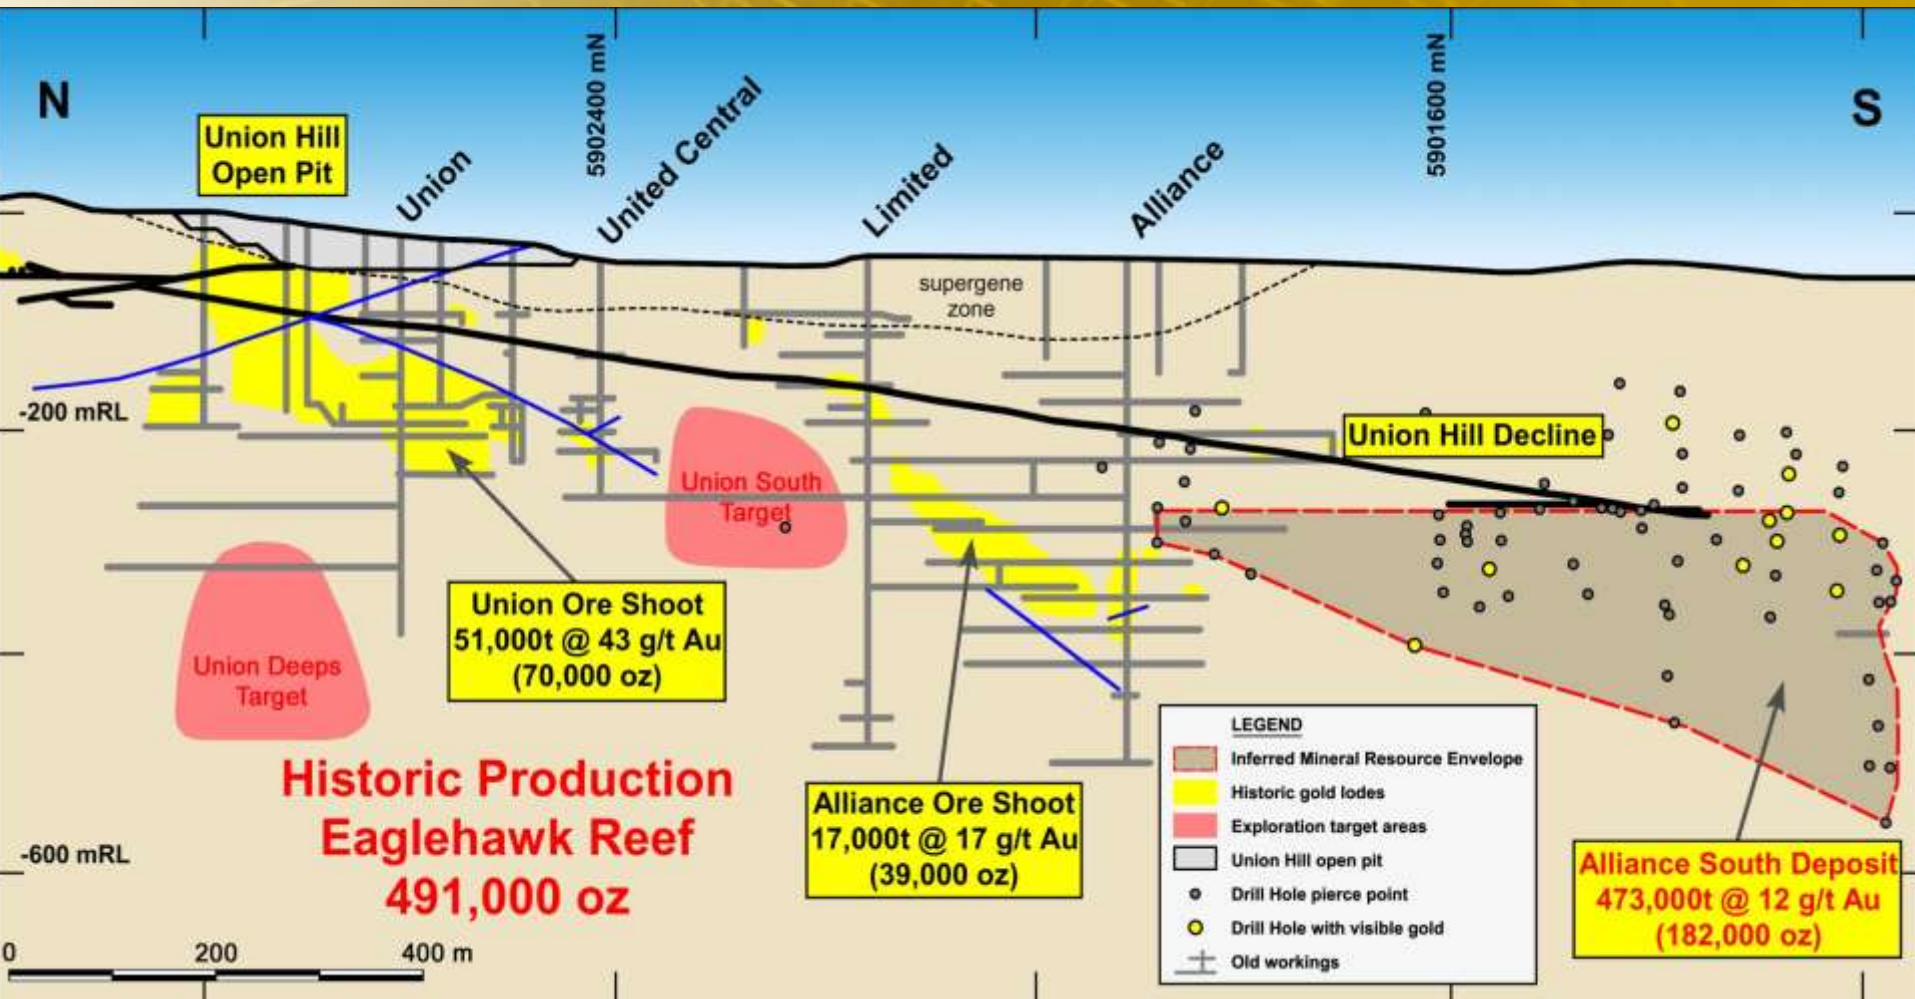 N
S
Union Hill
Open Pit
Union
5902400 mN
United Central
Limited
Alliance
5901600 mN
supergene
zone
-200 mRL
Union Hill Decline
Union South
Target
Union Ore Shoot
51,000t @ 43 g/t Au
(70,000 oz)
Union Deeps
Target
Historic Production
Eaglehawk Reef
491,000 oz
Alliance Ore Shoot
17,000t @ 17 g/t Au
(39,000 oz)
LEGEND
Inferred Mineral Resource Envelope
Historic gold lodes
Exploration target areas
Union Hill open pit
Drill Hole pierce point
Drill Hole with visible gold
Old workings
Alliance South Deposit
473,000t @ 12 g/t Au
(182,000 oz)
-600 mRL
0 200 400 m